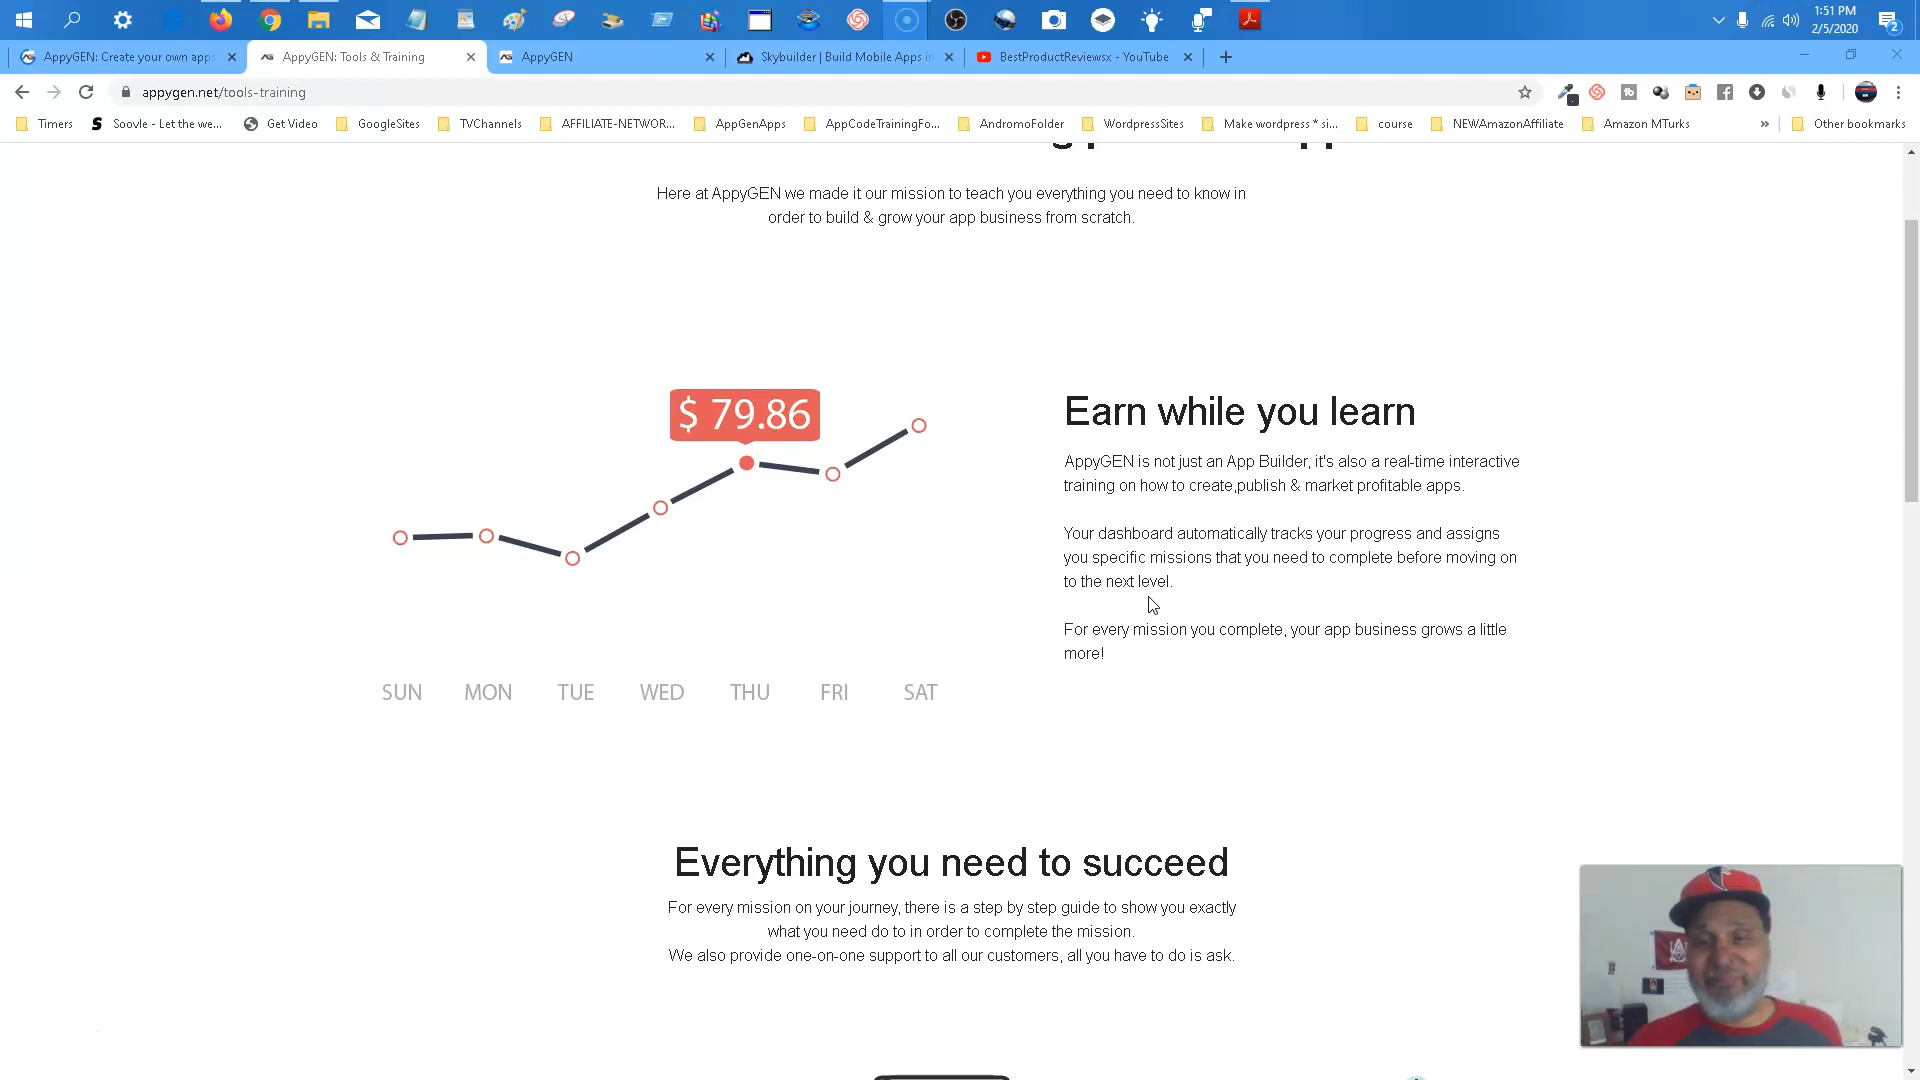 1:51 PM
2/5/2020
2
AppyGEN: Create your own apps
AppyGEN: Tools & Training
AppyGEN
Skybuilder | Build Mobile Apps in
BestProductReviewsx - YouTube
appygen.net/tools-training
Timers
Soovle - Let the we...
Get Video
GoogleSites
TVChannels
AFFILIATE-NETWOR...
AppGenApps
AppCodeTrainingFo...
AndromoFolder
WordpressSites
Make wordpress * si...
course
NEWAmazonAffiliate
Amazon MTurks
»
Other bookmarks
Here at AppyGEN we made it our mission to teach you everything you need to know in
order to build & grow your app business from scratch.
$ 79.86
SUN MON TUE WED THU FRI SAT
Earn while you learn
AppyGEN is not just an App Builder, it's also a real-time interactive
training on how to create,publish & market profitable apps.
Your dashboard automatically tracks your progress and assigns
you specific missions that you need to complete before moving on
to the next level.
For every mission you complete, your app business grows a little
more!
Everything you need to succeed
For every mission on your journey, there is a step by step guide to show you exactly
what you need do to in order to complete the mission.
We also provide one-on-one support to all our customers, all you have to do is ask.